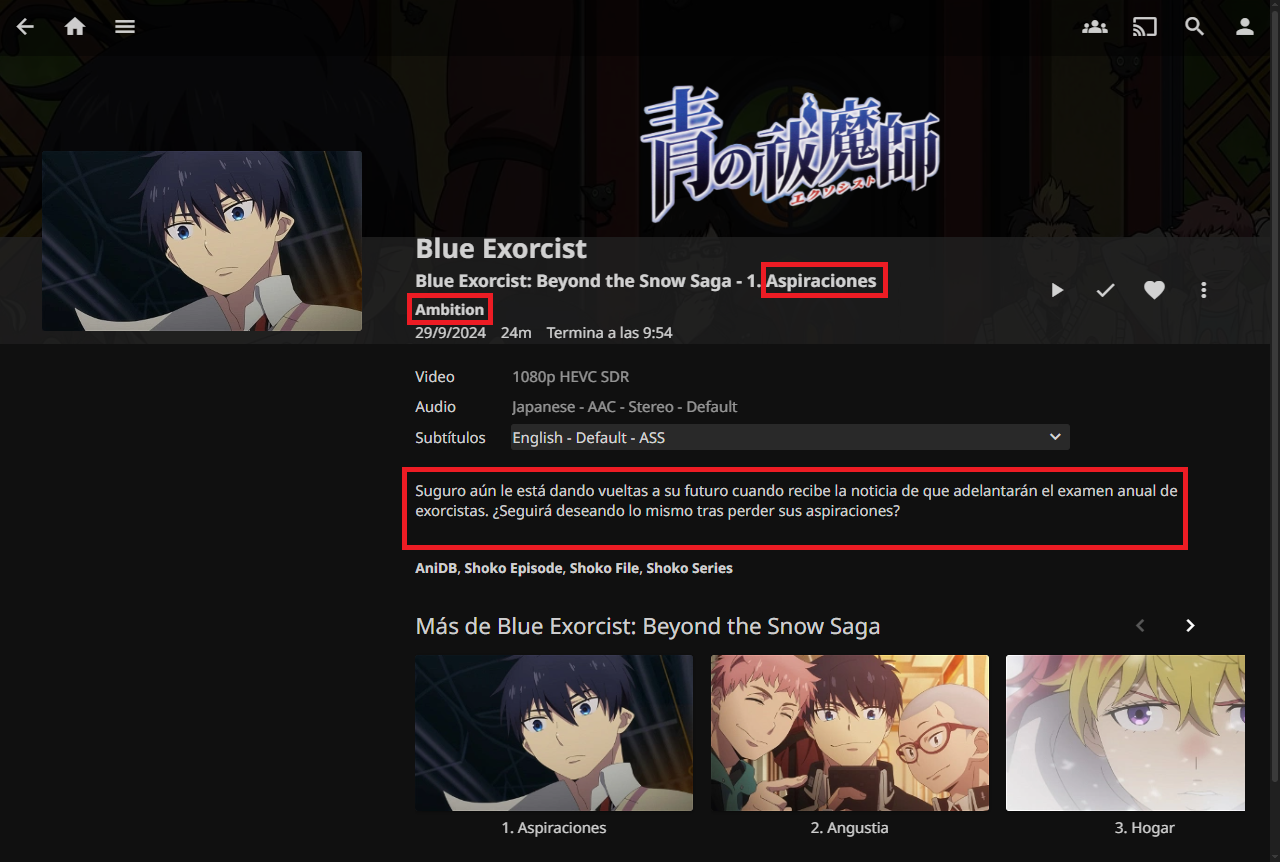 青の祓魔師
エクソシスト
Blue Exorcist
Blue Exorcist: Beyond the Snow Saga - 1. Aspiraciones
Ambition
29/9/2024 24m Termina a las 9:54
Video 1080p HEVC SDR
Audio Japanese - AAC - Stereo - Default
Subtítulos English - Default - ASS
Suguro aún le está dando vueltas a su futuro cuando recibe la noticia de que adelantarán el examen anual de
exorcistas. ¿Seguirá deseando lo mismo tras perder sus aspiraciones?
AniDB, Shoko Episode, Shoko File, Shoko Series
Más de Blue Exorcist: Beyond the Snow Saga
1. Aspiraciones
2. Angustia
3. Hogar